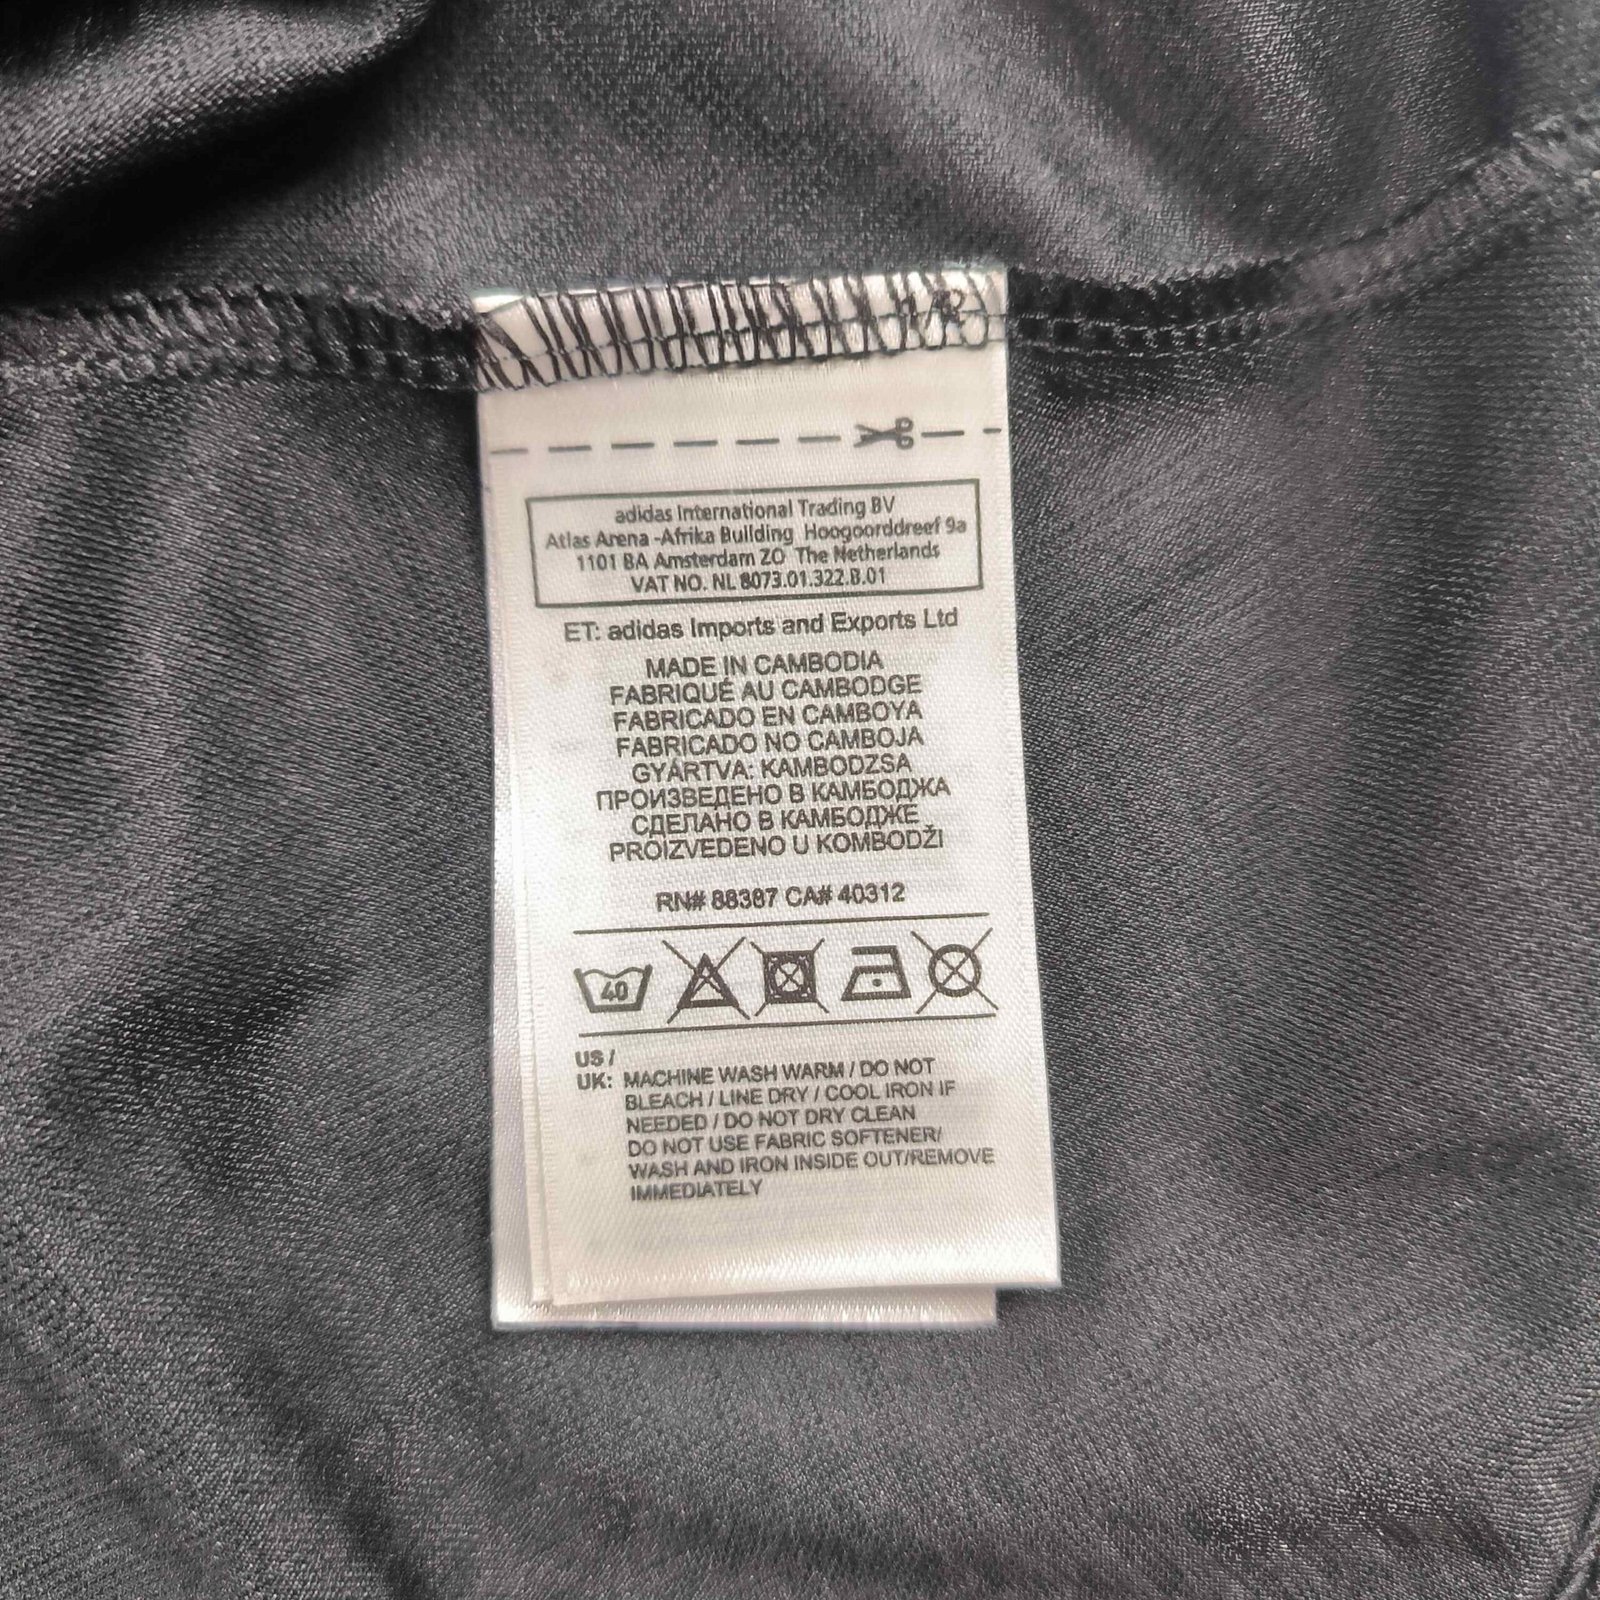 adidas International Trading BV
Atlas Arena -Afrika Building Hoogoorddreef 9a
1101 BA Amsterdam ZO The Netherlands
VAT NO. NL 8073.01.322.B.01
ET: adidas Imports and Exports Ltd
MADE IN CAMBODIA
FABRIQUÉ AU CAMBODGE
FABRICADO EN CAMBOYA
FABRICADO NO CAMBOJA
GYÁRTVA: KAMBODZSA
ПРОИЗВЕДЕНО В КАМБОДЖА
СДЕЛАНО В КАМБОДЖЕ
PROIZVEDENO U KOMBODŽI
RN# 88387 CA# 40312
40
US /
UK: MACHINE WASH WARM / DO NOT
BLEACH / LINE DRY / COOL IRON IF
NEEDED / DO NOT DRY CLEAN
DO NOT USE FABRIC SOFTENER/
WASH AND IRON INSIDE OUT/REMOVE
IMMEDIATELY